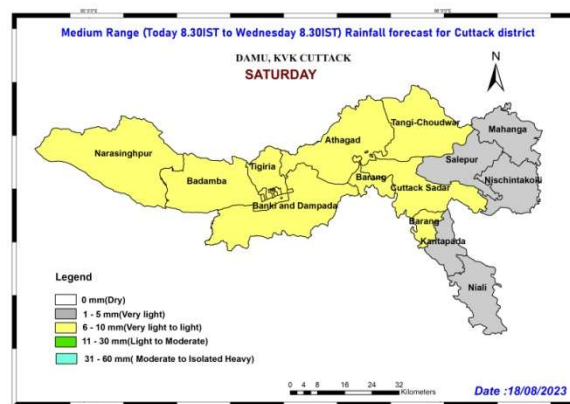 Medium Range (Today 8.30IST to Wednesday 8.30IST) Rainfall forecast for Cuttack district
DAMU, KVK CUTTACK
SATURDAY
N
Tangi-Choudwar
Mahanga
Athagad
Narasinghpur
Salepur
Tigiria
Badamba
Barang
Nischintakoili
Cuttack Sadar
Banki and Dampada
Barang
Kantapada
Niali
Legend
0 mm(Dry)
1 - 5 mm(Very light)
6 - 10 mm(Very light to light)
11 - 30 mm(Light to Moderate)
31 - 60 mm( Moderate to Isolated Heavy)
0 4 8 16 24 32
Kilometers
Date :18/08/2023